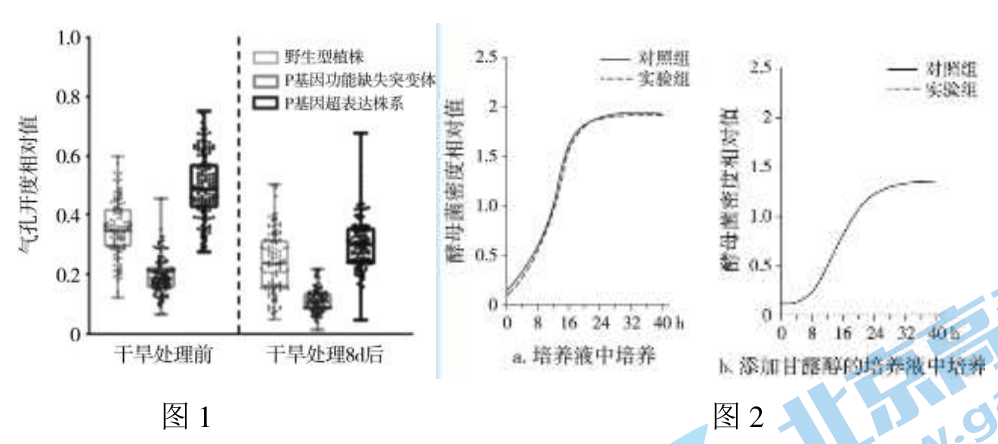 气孔开度相对值
1.0
0.8
0.6
0.4
0.2
0
野生型植株
P基因功能缺失突变体
P基因超表达株系
干旱处理前
干旱处理8d后
图 1
酵母菌密度相对值
2.5
2
1.5
1.0
0.5
0
对照组
实验组
0 8 16 24 32 40 h
a. 培养液中培养
酵母菌密度相对值
2.5
2
1.5
1.0
0.5
0
对照组
实验组
0 8 16 24 32 40 h
b. 添加甘露醇的培养液中培养
图 2
北京高
www.ga